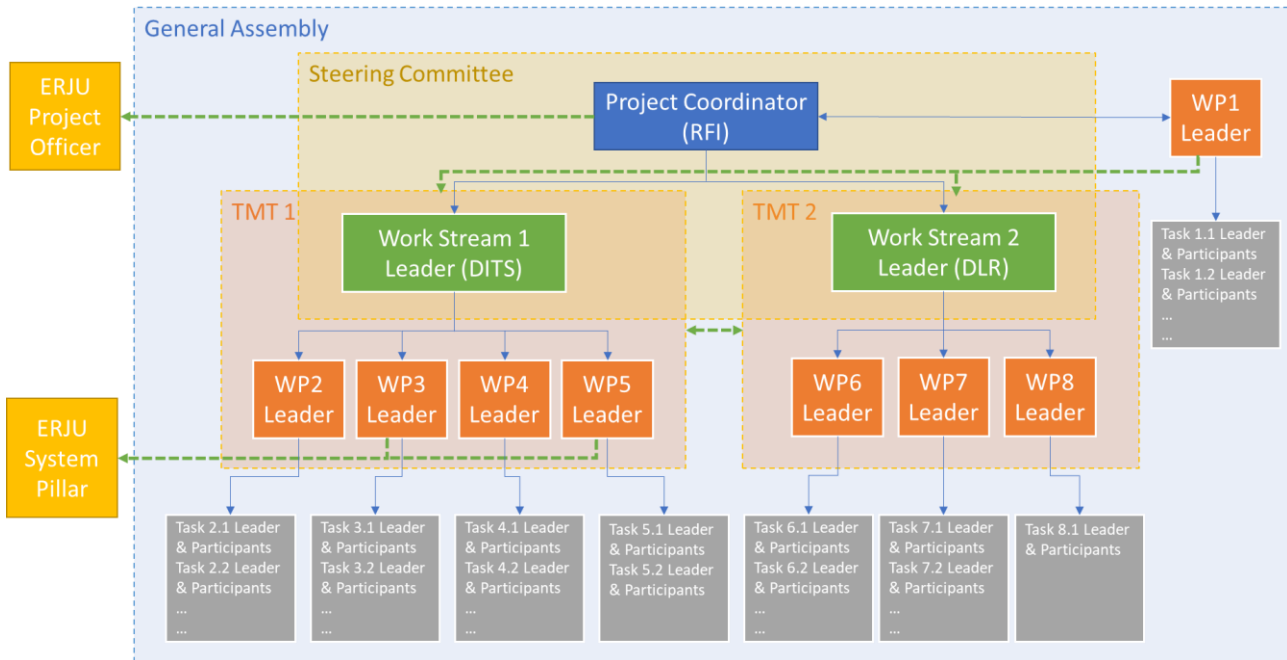 General Assembly
Steering Committee
ERJU
Project
Officer
Project Coordinator
(RFI)
WP1
Leader
TMT 1
TMT 2
Work Stream 1
Leader (DITS)
Work Stream 2
Leader (DLR)
Task 1.1 Leader
& Participants
Task 1.2 Leader
& Participants
...
...
WP2
Leader
WP3
Leader
WP4
Leader
WP5
Leader
WP6
Leader
WP7
Leader
WP8
Leader
ERJU
System
Pillar
Task 2.1 Leader
& Participants
Task 2.2 Leader
& Participants
...
...
Task 3.1 Leader
& Participants
Task 3.2 Leader
& Participants
...
...
Task 4.1 Leader
& Participants
Task 4.2 Leader
& Participants
...
...
Task 5.1 Leader
& Participants
Task 5.2 Leader
& Participants
Task 6.1 Leader
& Participants
Task 6.2 Leader
& Participants
...
...
Task 7.1 Leader
& Participants
Task 7.2 Leader
& Participants
...
...
Task 8.1 Leader
& Participants